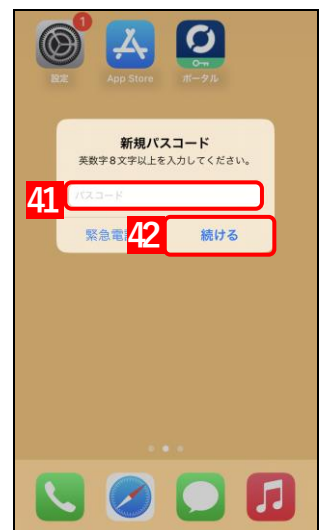 1
設定
App Store
ポータル
新規パスコード
英数字8文字以上を入力してください。
41
パスコード
緊急電
42
続ける